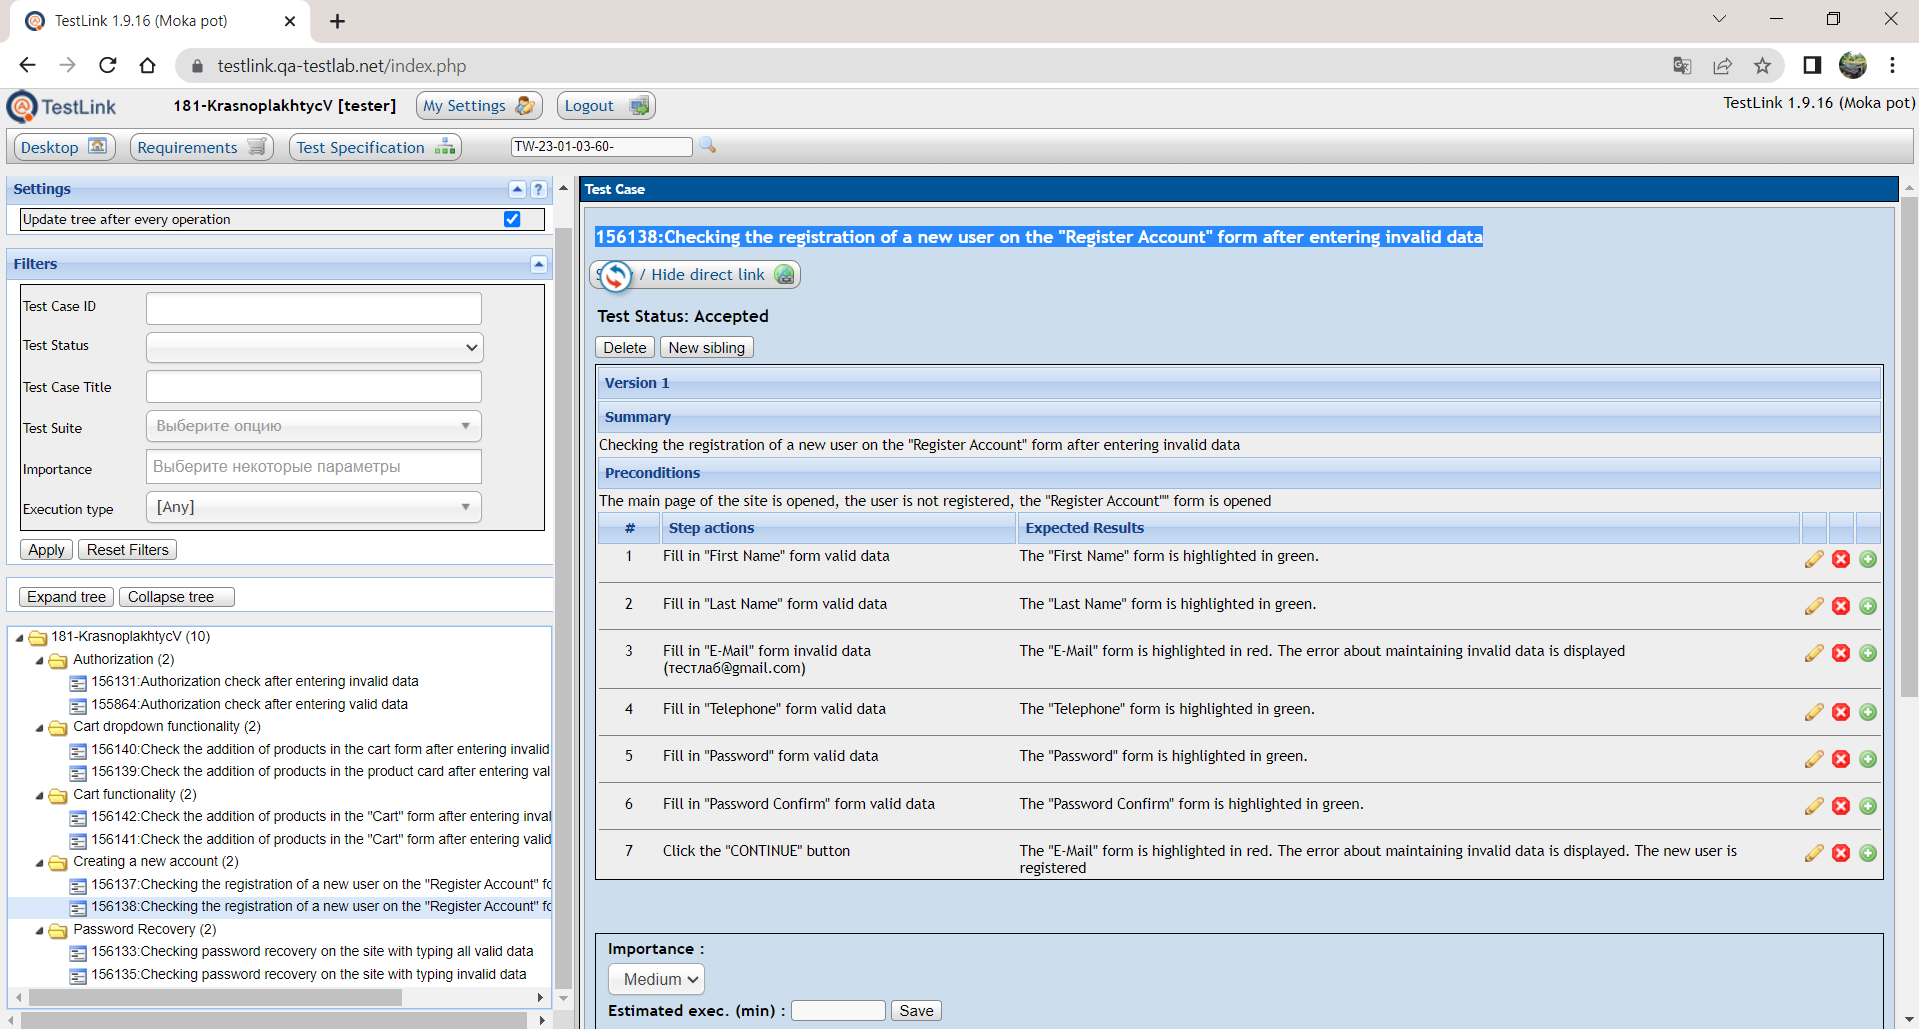 TestLink 1.9.16 (Moka pot)
testlink.qa-testlab.net/index.php
TestLink
181-KrasnoplakhtycV [tester]
My Settings
Logout
TestLink 1.9.16 (Moka pot)
Desktop
Requirements
Test Specification
TW-23-01-03-60-
Settings
?
Update tree after every operation
Filters
Test Case ID
Test Status
Test Case Title
Test Suite
Выберите опцию
Importance
Выберите некоторые параметры
Execution type
[Any]
Apply
Reset Filters
Expand tree
Collapse tree
181-KrasnoplakhtycV (10)
Authorization (2)
156131:Authorization check after entering invalid data
155864:Authorization check after entering valid data
Cart dropdown functionality (2)
156140:Check the addition of products in the cart form after entering invalid
156139:Check the addition of products in the product card after entering val
Cart functionality (2)
156142:Check the addition of products in the "Cart" form after entering inval
156141:Check the addition of products in the "Cart" form after entering valid
Creating a new account (2)
156137:Checking the registration of a new user on the "Register Account" fo
156138:Checking the registration of a new user on the "Register Account" fo
Password Recovery (2)
156133:Checking password recovery on the site with typing all valid data
156135:Checking password recovery on the site with typing invalid data
Test Case
156138:Checking the registration of a new user on the "Register Account" form after entering invalid data
/ Hide direct link
Test Status: Accepted
Delete
New sibling
Version 1
Summary
Checking the registration of a new user on the "Register Account" form after entering invalid data
Preconditions
The main page of the site is opened, the user is not registered, the "Register Account"" form is opened
# Step actions Expected Results
1 Fill in "First Name" form valid data The "First Name" form is highlighted in green.
2 Fill in "Last Name" form valid data The "Last Name" form is highlighted in green.
3 Fill in "E-Mail" form invalid data The "E-Mail" form is highlighted in red. The error about maintaining invalid data is displayed
(тестлаб@gmail.com)
4 Fill in "Telephone" form valid data The "Telephone" form is highlighted in green.
5 Fill in "Password" form valid data The "Password" form is highlighted in green.
6 Fill in "Password Confirm" form valid data The "Password Confirm" form is highlighted in green.
7 Click the "CONTINUE" button The "E-Mail" form is highlighted in red. The error about maintaining invalid data is displayed. The new user is
registered
Importance :
Medium
Estimated exec. (min) :
Save